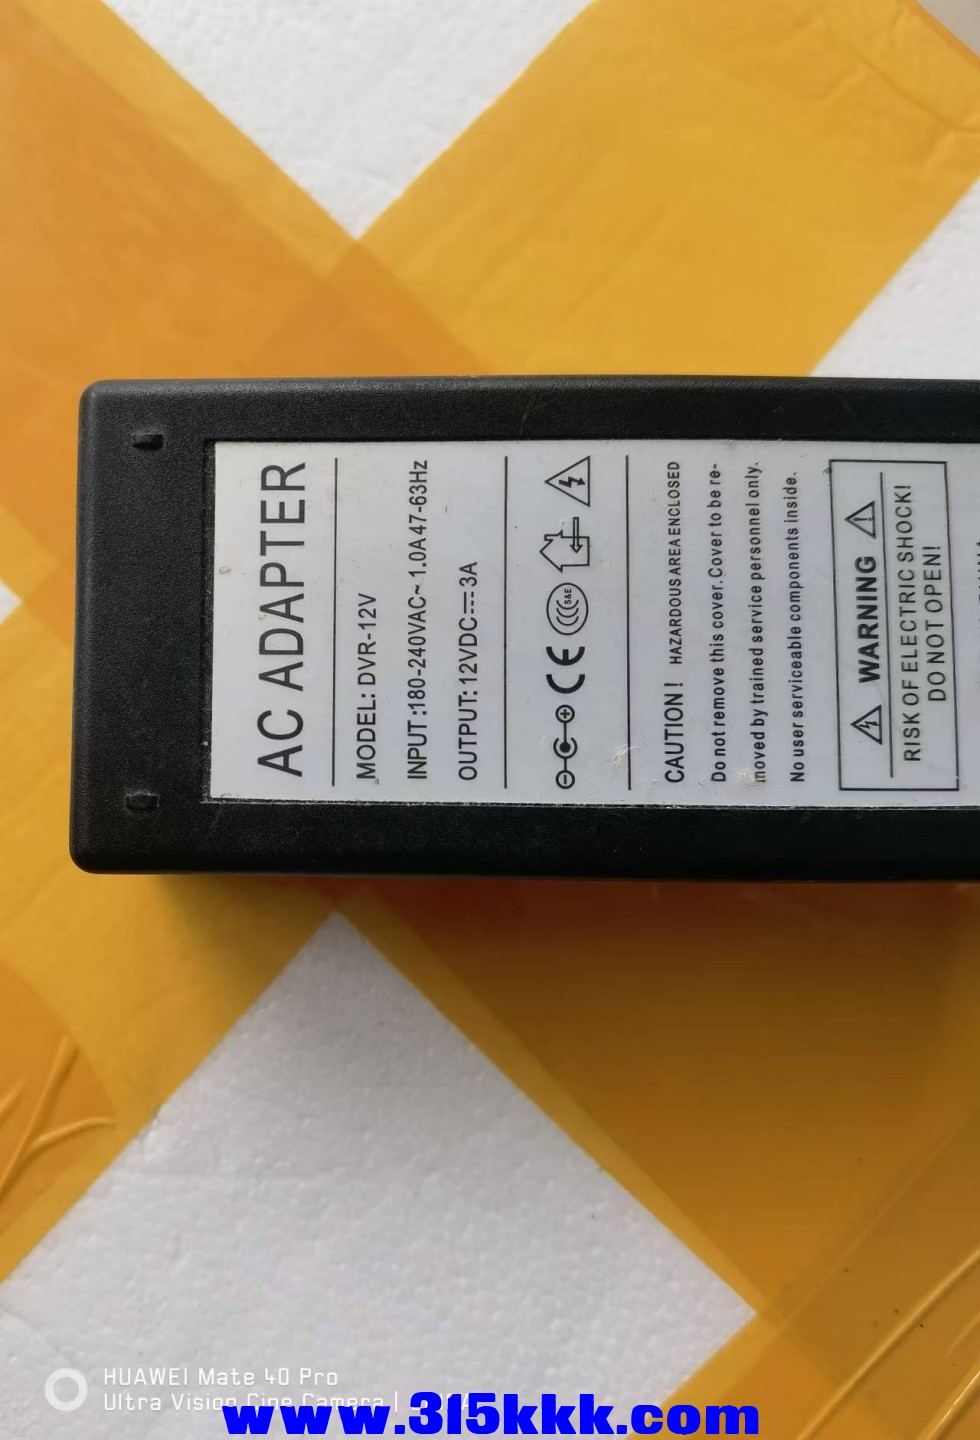 AC ADAPTER
MODEL: DVR-12V
INPUT:180-240VAC~ 1.0A 47-63Hz
OUTPUT:12VDC⎓3A
CE S&E
CAUTION! HAZARDOUS AREA ENCLOSED
Do not remove this cover. Cover to be re-
moved by trained service personnel only.
No user serviceable components inside.
WARNING
RISK OF ELECTRIC SHOCK!
DO NOT OPEN!
HUAWEI Mate 40 Pro
Ultra Vision Cine Camera |
www.315kkk.com